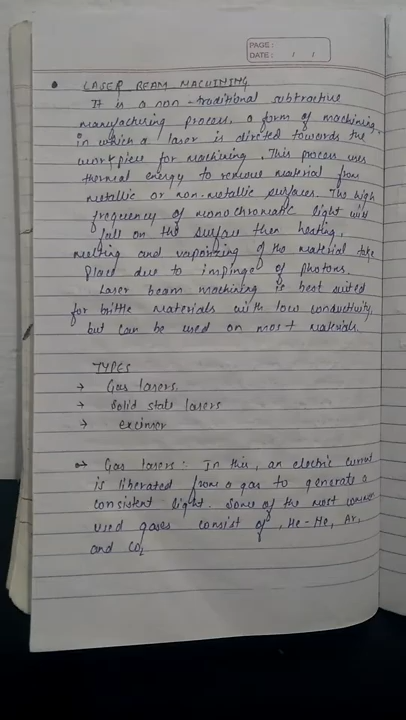 PAGE:
DATE: / /
• LASER BEAM MACHINING
It is a non-traditional subtractive
manufacturing process, a form of machining,
in which a laser is directed towards the
workpiece for machining. This process uses
thermal energy to remove material from
metallic or non-metallic surfaces. The high
frequency of monochromatic light will
fall on the surface then heating,
melting and vaporizing of the material take
place due to impinge of photons.
Laser beam machining is best suited
for brittle materials with low conductivity,
but can be used on most materials.
TYPES
→ Gas lasers
→ Solid state lasers
→ excimer
→ Gas lasers: In this, an electric current
is liberated from a gas to generate a
consistent light. Some of the most common
used gases consist of, He-He, Ar,
and CO2